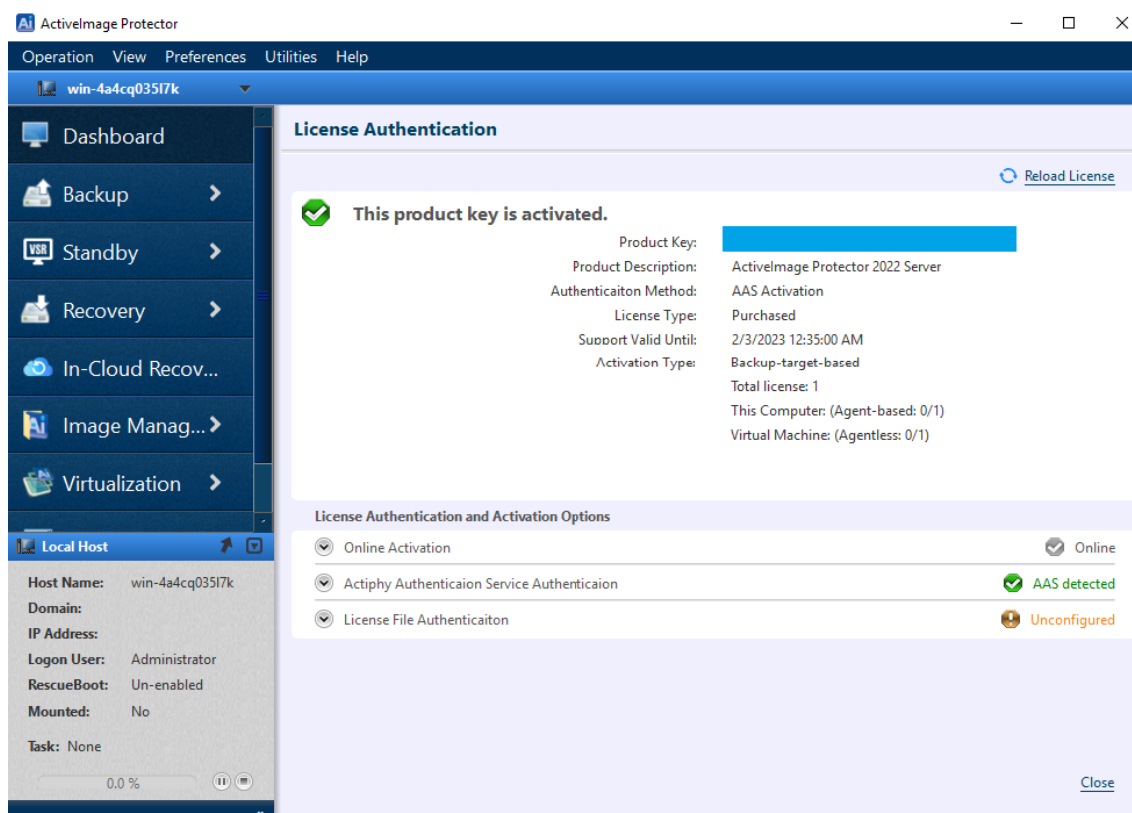 Ai ActiveImage Protector
Operation View Preferences Utilities Help
win-4a4cq035l7k
Dashboard
Backup
VSR Standby
Recovery
In-Cloud Recov...
Ai Image Manag...
Virtualization
Local Host
Host Name: win-4a4cq035l7k
Domain:
IP Address:
Logon User: Administrator
RescueBoot: Un-enabled
Mounted: No
Task: None
0.0 %
License Authentication
Reload License
This product key is activated.
Product Key:
Product Description: ActiveImage Protector 2022 Server
Authenticaiton Method: AAS Activation
License Type: Purchased
Support Valid Until: 2/3/2023 12:35:00 AM
Activation Type: Backup-target-based
Total license: 1
This Computer: (Agent-based: 0/1)
Virtual Machine: (Agentless: 0/1)
License Authentication and Activation Options
Online Activation Online
Actiphy Authenticaion Service Authenticaion AAS detected
License File Authenticaiton Unconfigured
Close